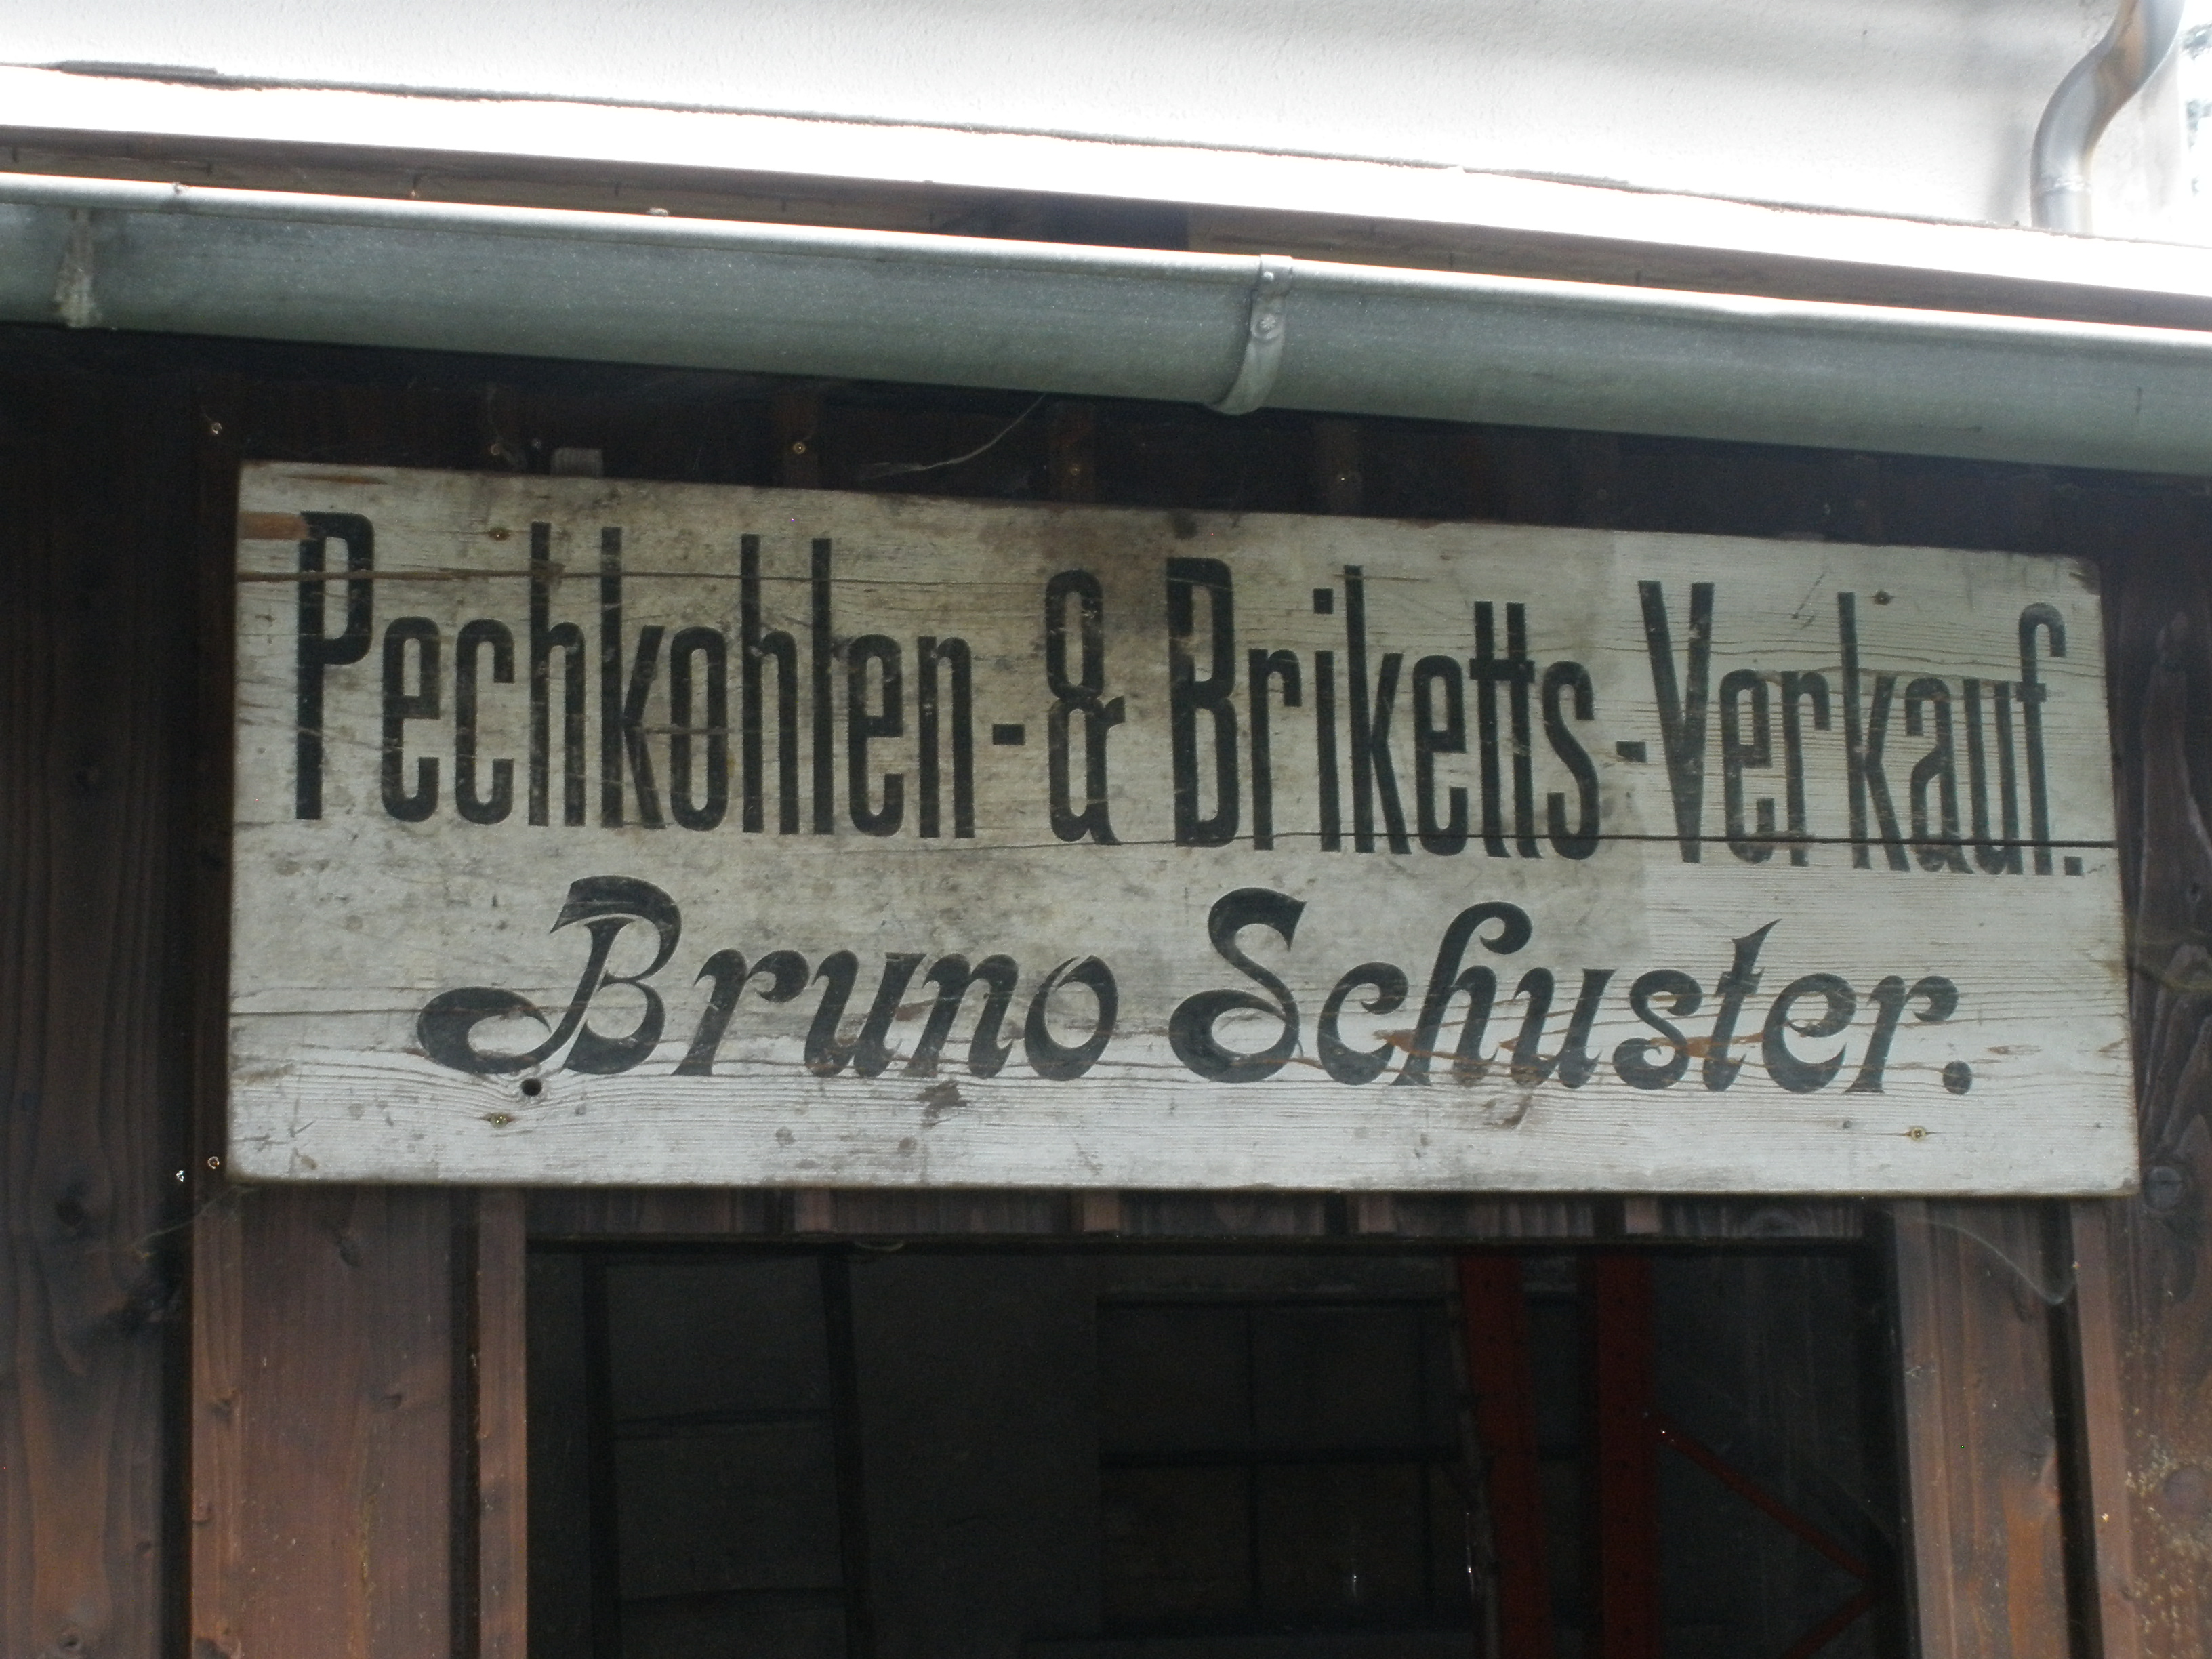 Pechkohlen-& Briketts-Verkauf.
Bruno Schuster.